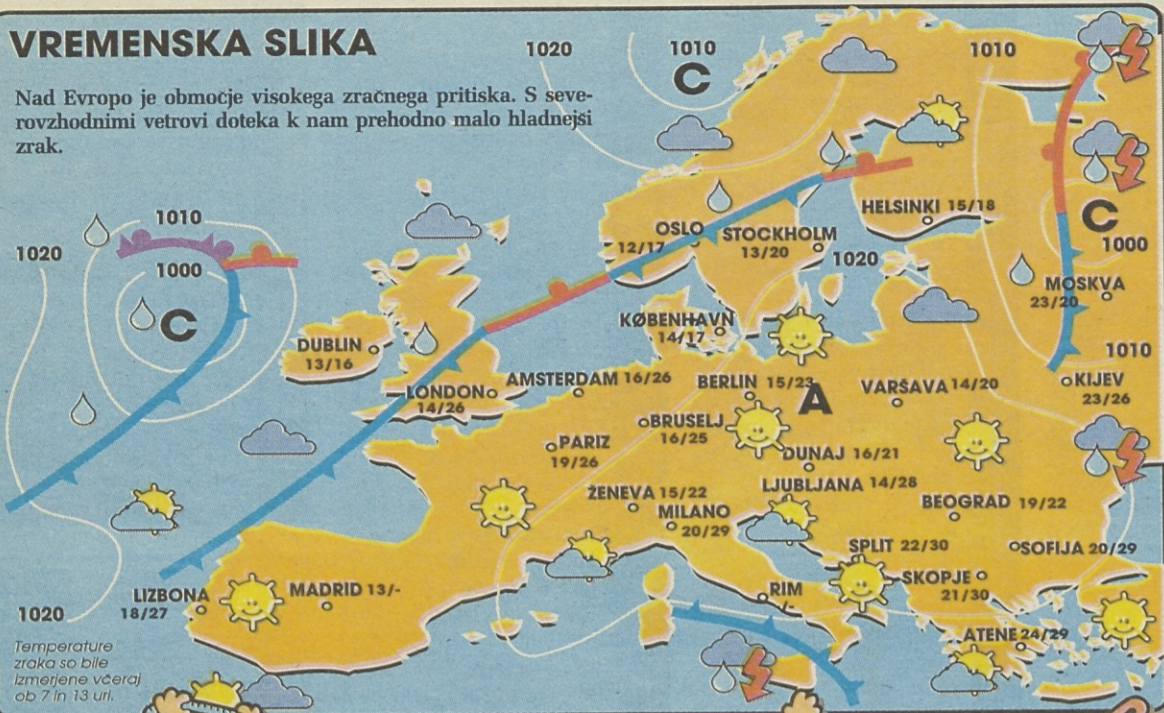 VREMENSKA SLIKA
Nad Evropo je območje visokega zračnega pritiska. S seve-
rovzhodnimi vetrovi doteka k nam prehodno malo hladnejši
zrak.
1020
1010
C
1010
1010
1020
1000
C
OSLO
12/17
STOCKHOLM
13/20
HELSINKI 15/18
1020
C
1000
MOSKVA
23/20
1010
DUBLIN
13/16
KØBENHAVN
14/17
LONDON
14/26
AMSTERDAM 16/26
BERLIN 15/23
A
VARŠAVA 14/20
KIJEV
23/26
BRUSELJ
16/25
PARIZ
19/26
DUNAJ 16/21
LJUBLJANA 14/28
ŽENEVA 15/22
MILANO
20/29
BEOGRAD 19/22
SPLIT 22/30
SOFIJA 20/29
SKOPJE
21/30
LIZBONA
18/27
MADRID 13/-
RIM
-/-
ATENE 24/29
1020
Temperature
zraka so bile
izmerjene včeraj
ob 7 in 13 uri.